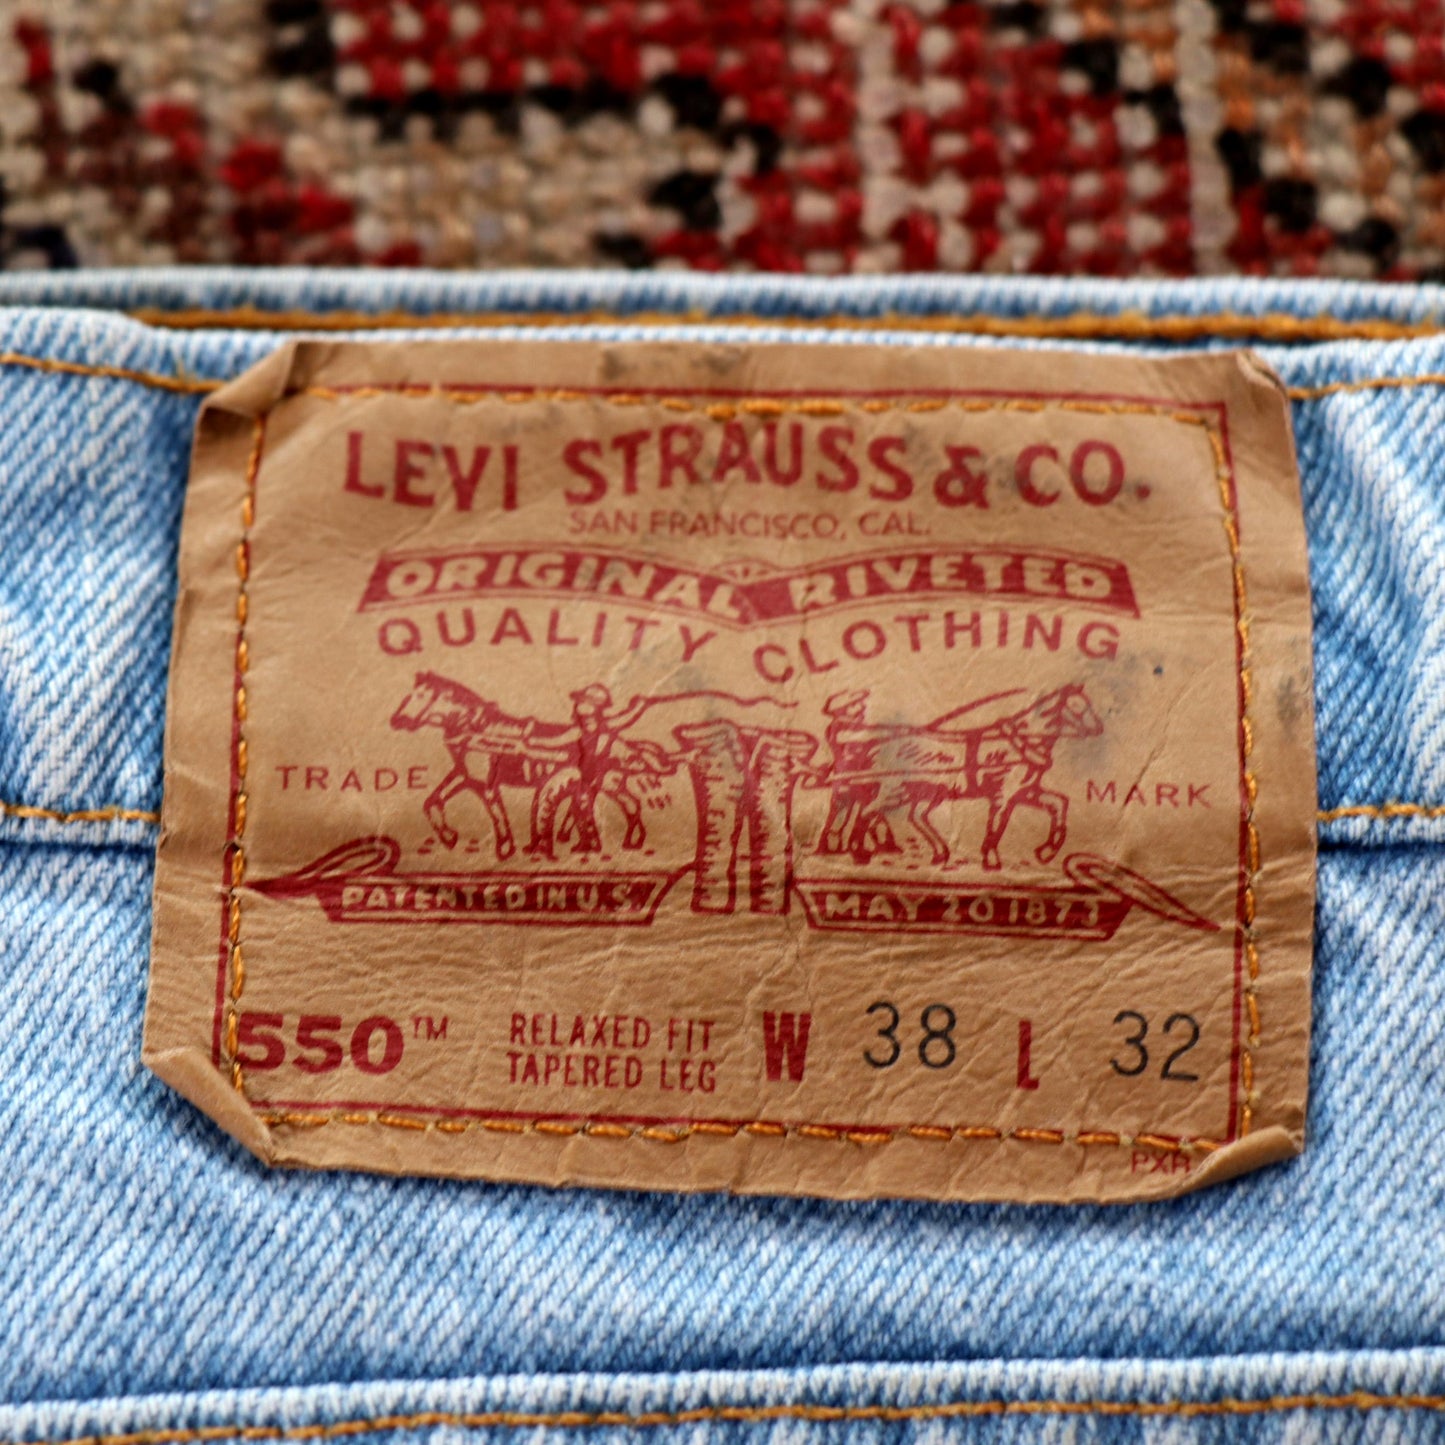 LEVI STRAUSS & CO.
SAN FRANCISCO, CAL.
ORIGINAL RIVETED
QUALITY CLOTHING
TRADE MARK
PATENTED IN U.S. MAY 20 1873
550™ RELAXED FIT W 38 L 32
TAPERED LEG
PXR